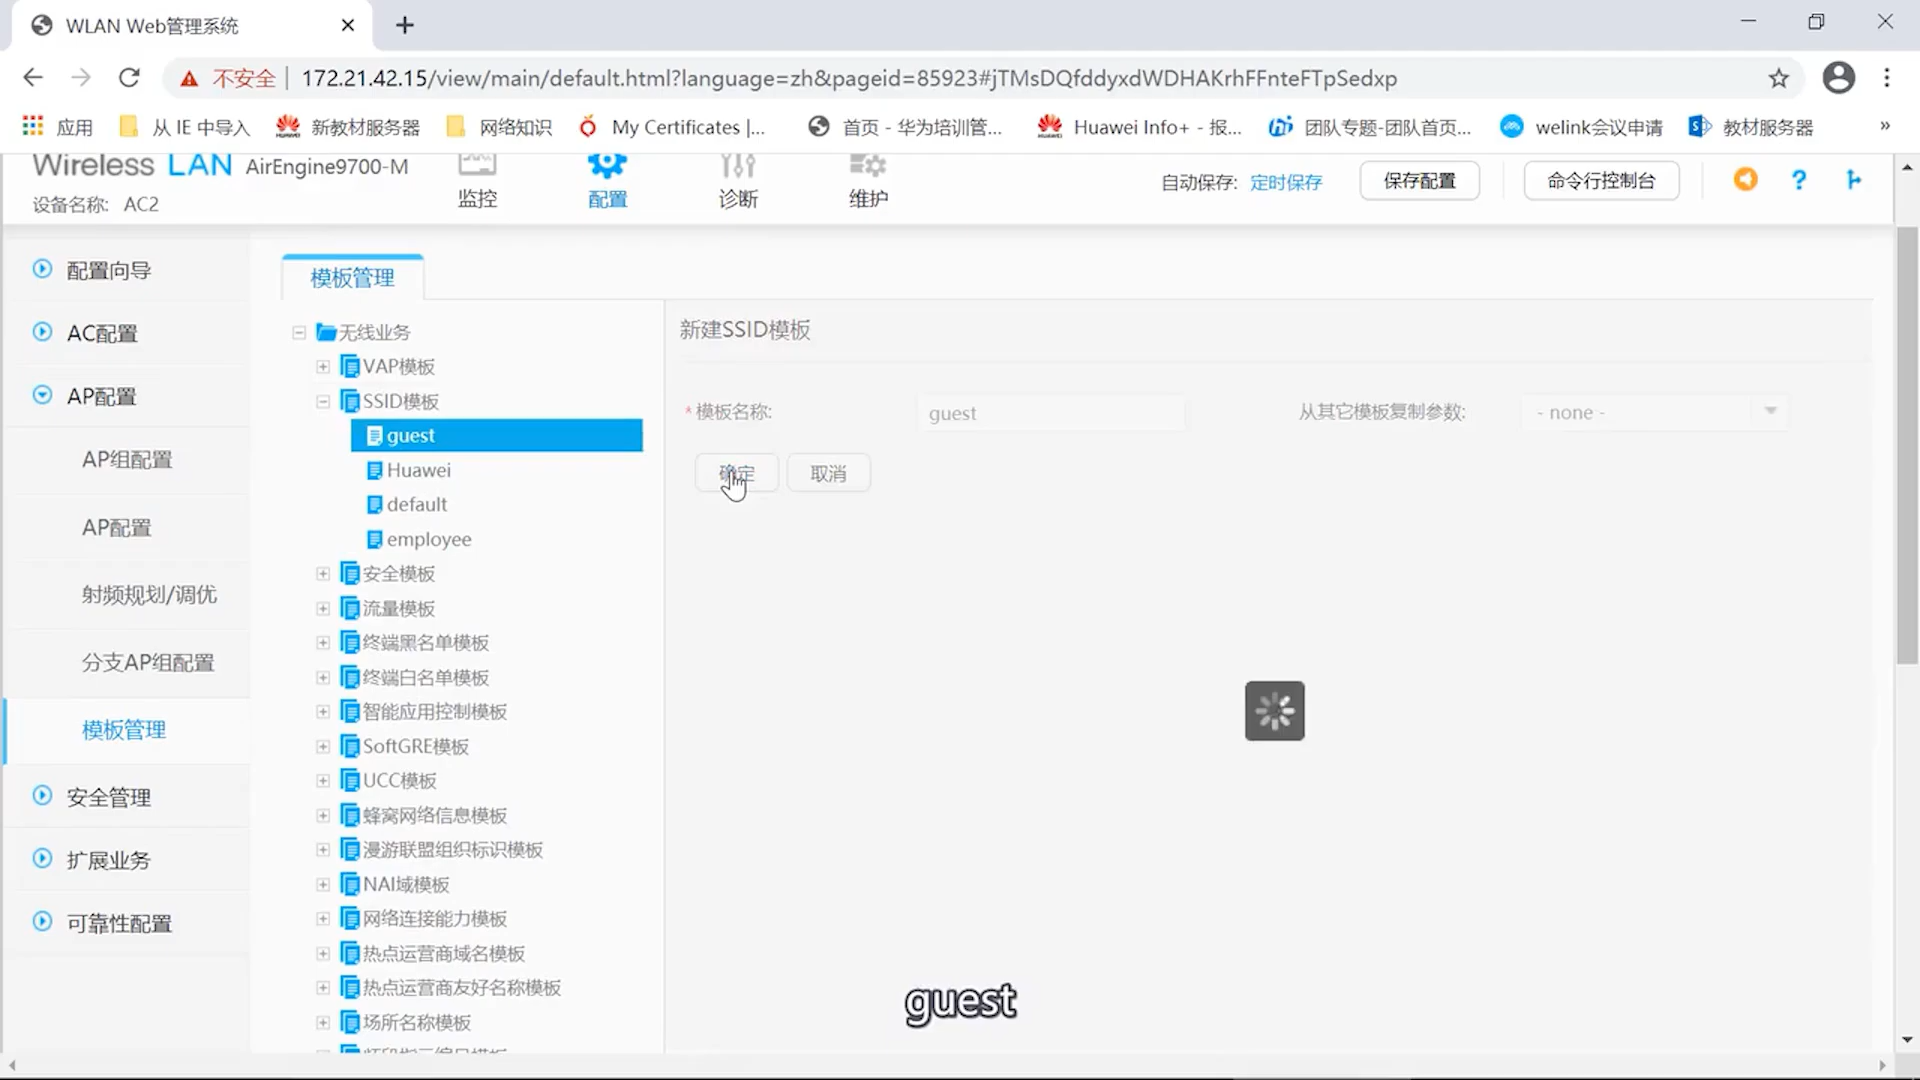 WLAN Web管理系统
不安全 172.21.42.15/view/main/default.html?language=zh&pageid=85923#jTMsDQfddyxdWDHAKrhFFnteFTpSedxp
应用 从 IE 中导入 新教材服务器 网络知识 My Certificates |... 首页 - 华为培训管... Huawei Info+ - 报... 团队专题-团队首页... welink会议申请 教材服务器 »
Wireless LAN AirEngine9700-M
设备名称: AC2
监控 配置 诊断 维护
自动保存: 定时保存 保存配置 命令行控制台 ?
配置向导
AC配置
AP配置
AP组配置
AP配置
射频规划/调优
分支AP组配置
模板管理
安全管理
扩展业务
可靠性配置
模板管理
无线业务
VAP模板
SSID模板
guest
Huawei
default
employee
安全模板
流量模板
终端黑名单模板
终端白名单模板
智能应用控制模板
SoftGRE模板
UCC模板
蜂窝网络信息模板
漫游联盟组织标识模板
NAI域模板
网络连接能力模板
热点运营商域名模板
热点运营商友好名称模板
场所名称模板
新建SSID模板
* 模板名称: guest 从其它模板复制参数: - none -
确定 取消
guest